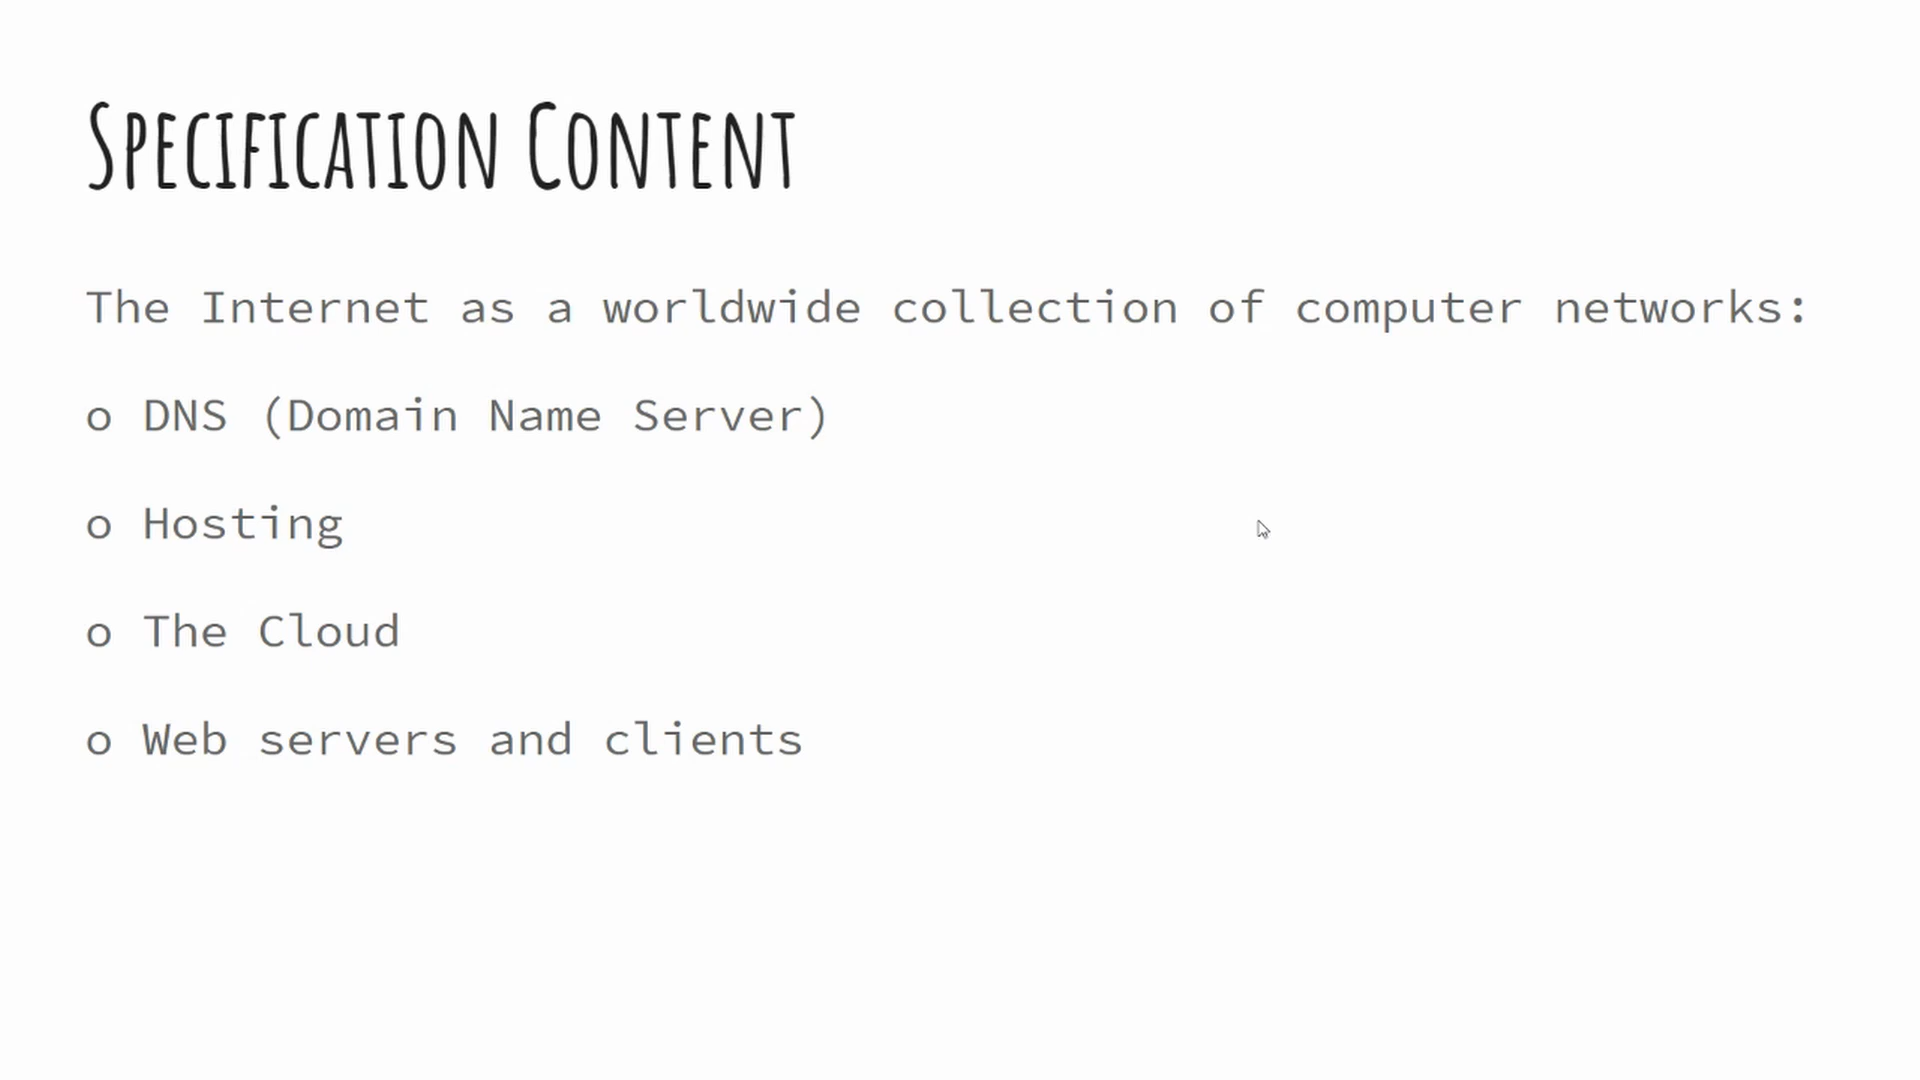 Specification Content
The Internet as a worldwide collection of computer networks:
o DNS (Domain Name Server)
o Hosting
o The Cloud
o Web servers and clients